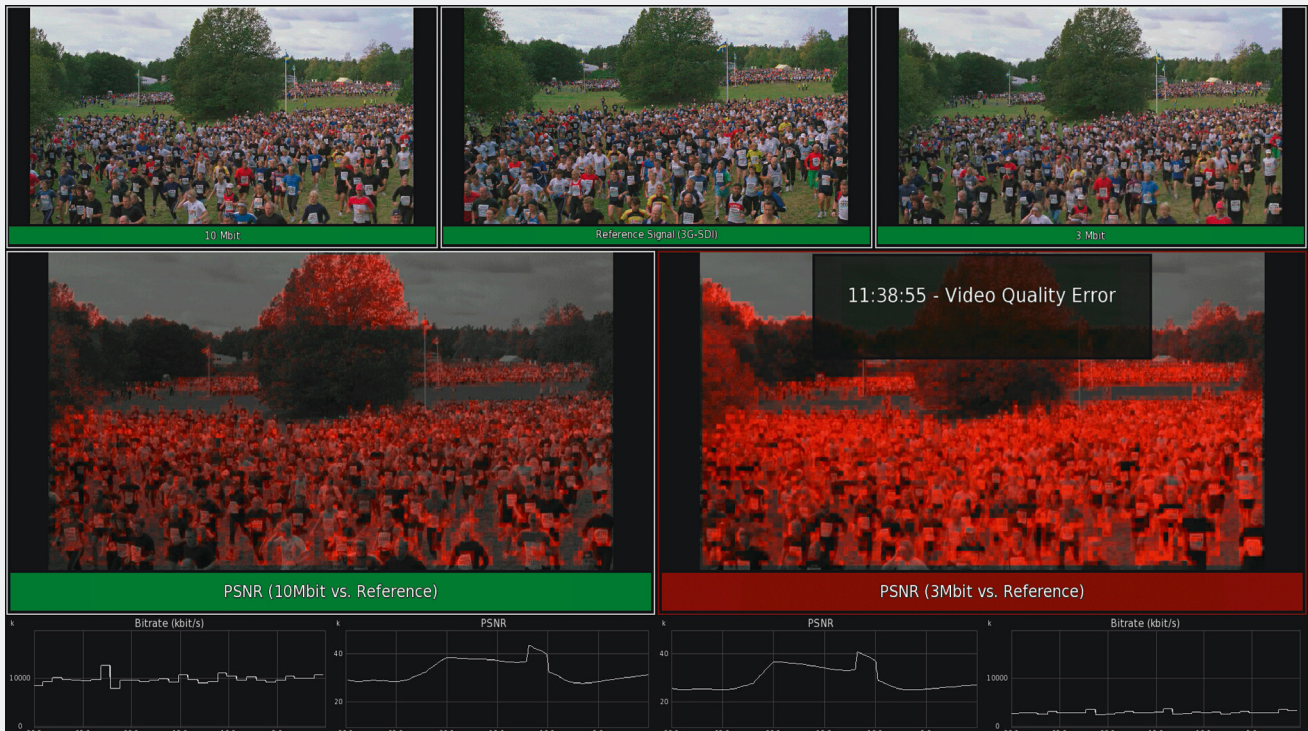 10 Mbit
Reference Signal (3G-SDI)
3 Mbit
11:38:55 - Video Quality Error
PSNR (10Mbit vs. Reference)
PSNR (3Mbit vs. Reference)
k
Bitrate (kbit/s)
10000
0
k
PSNR
40
20
k
PSNR
40
20
k
Bitrate (kbit/s)
10000
0